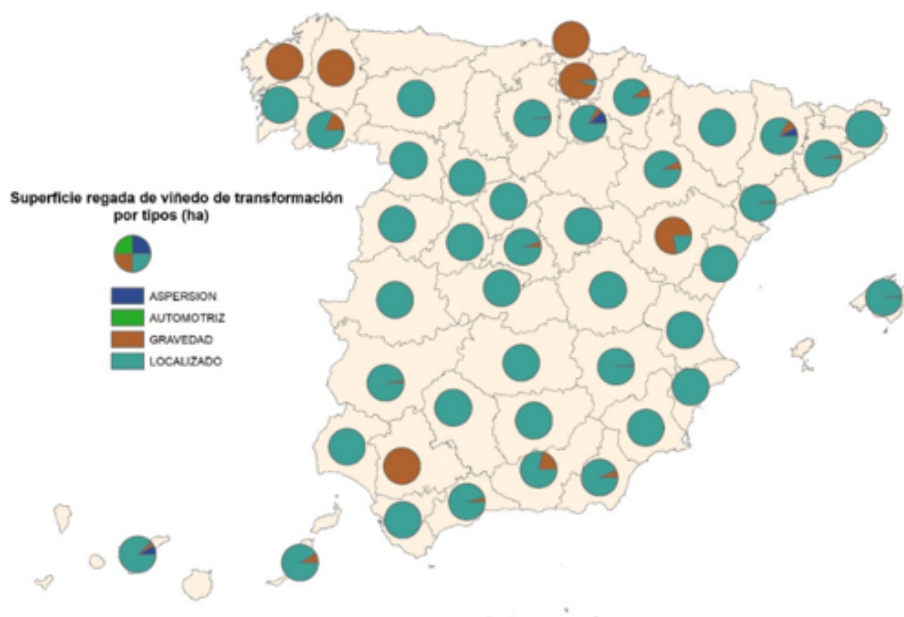 Superficie regada de viñedo de transformación
por tipos (ha)
ASPERSION
AUTOMOTRIZ
GRAVEDAD
LOCALIZADO